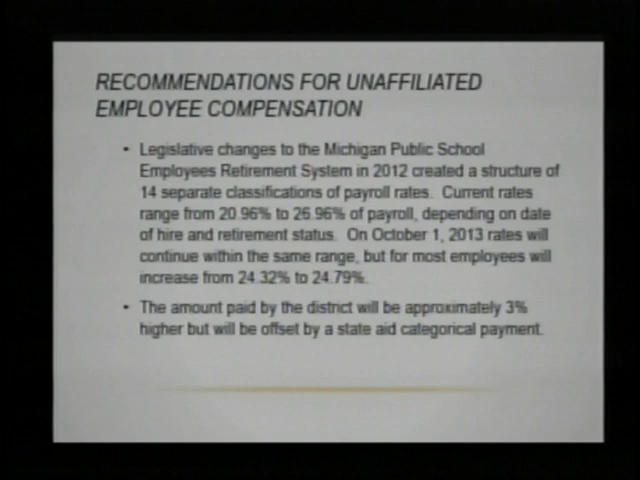 RECOMMENDATIONS FOR UNAFFILIATED
EMPLOYEE COMPENSATION
• Legislative changes to the Michigan Public School
Employees Retirement System in 2012 created a structure of
14 separate classifications of payroll rates. Current rates
range from 20.96% to 26.96% of payroll, depending on date
of hire and retirement status. On October 1, 2013 rates will
continue within the same range, but for most employees will
increase from 24.32% to 24.79%.
• The amount paid by the district will be approximately 3%
higher but will be offset by a state aid categorical payment.